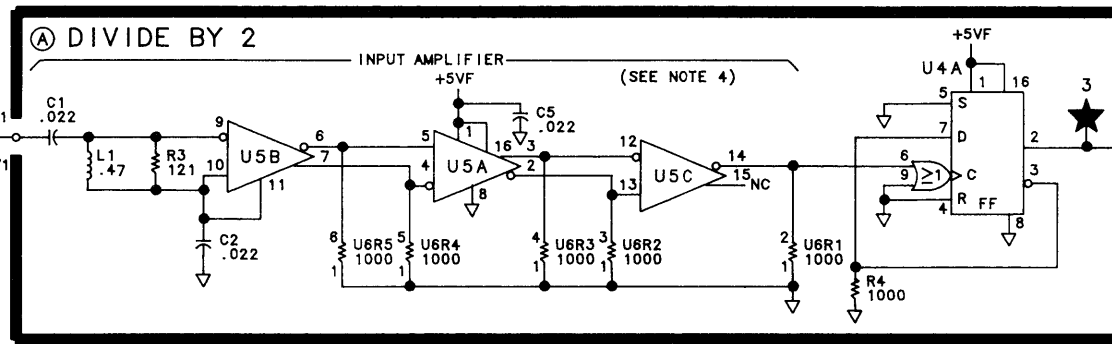 Ⓐ DIVIDE BY 2
INPUT AMPLIFIER
(SEE NOTE 4)
+5VF
+5VF
U4A
1
16
3
C1
.022
C5
.022
5
S
7
D
2
1
9
6
5
1
16
3
12
14
L1
.47
R3
121
10
U5B
7
4
U5A
2
U5C
15
NC
6
9
≥1
C
3
11
8
13
R
FF
4
8
C2
.022
6
U6R5
1000
1
5
U6R4
1000
1
4
U6R3
1000
1
3
U6R2
1000
1
2
U6R1
1000
1
R4
1000